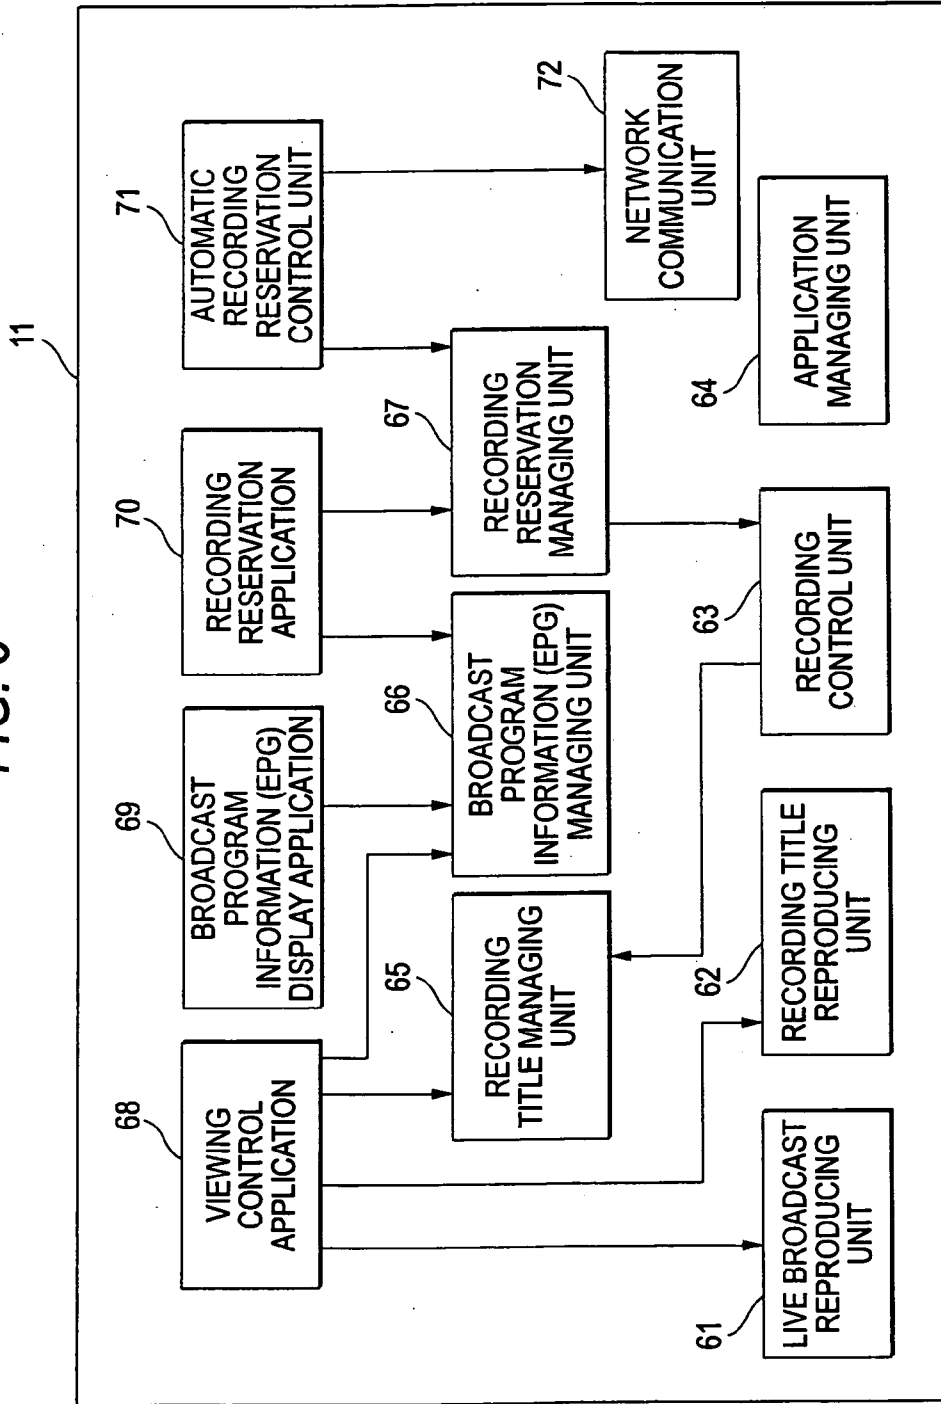 11
68
VIEWING
CONTROL
APPLICATION
69
BROADCAST
PROGRAM
INFORMATION (EPG)
DISPLAY APPLICATION
70
RECORDING
RESERVATION
APPLICATION
71
AUTOMATIC
RECORDING
RESERVATION
CONTROL UNIT
65
RECORDING
TITLE MANAGING
UNIT
66
BROADCAST
PROGRAM
INFORMATION (EPG)
MANAGING UNIT
67
RECORDING
RESERVATION
MANAGING UNIT
72
NETWORK
COMMUNICATION
UNIT
61
LIVE BROADCAST
REPRODUCING
UNIT
62
RECORDING TITLE
REPRODUCING
UNIT
63
RECORDING
CONTROL UNIT
64
APPLICATION
MANAGING UNIT